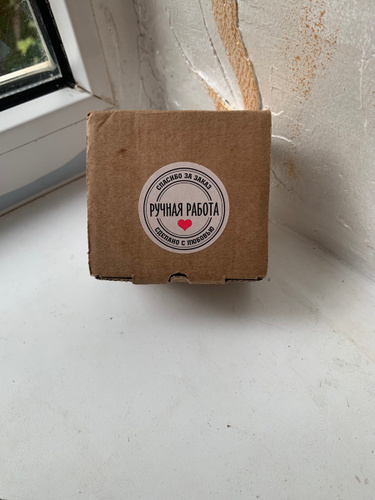 СПАСИБО ЗА ЗАКАЗ
РУЧНАЯ РАБОТА
СДЕЛАНО С ЛЮБОВЬЮ